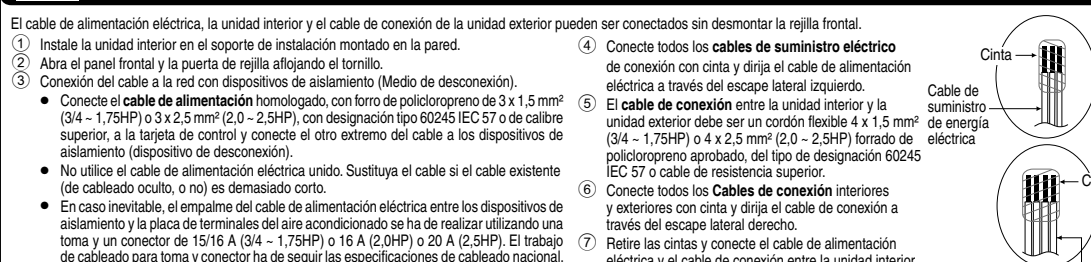 El cable de alimentación eléctrica, la unidad interior y el cable de conexión de la unidad exterior pueden ser conectados sin desmontar la rejilla frontal.
① Instale la unidad interior en el soporte de instalación montado en la pared.
② Abra el panel frontal y la puerta de rejilla aflojando el tornillo.
③ Conexión del cable a la red con dispositivos de aislamiento (Medio de desconexión).
● Conecte el cable de alimentación homologado, con forro de policloropreno de 3 x 1,5 mm²
(3/4 ~ 1,75HP) o 3 x 2,5 mm² (2,0 ~ 2,5HP), con designación tipo 60245 IEC 57 o de calibre
superior, a la tarjeta de control y conecte el otro extremo del cable a los dispositivos de
aislamiento (dispositivo de desconexión).
● No utilice el cable de alimentación eléctrica unido. Sustituya el cable si el cable existente
(de cableado oculto, o no) es demasiado corto.
● En caso inevitable, el empalme del cable de alimentación eléctrica entre los dispositivos de
aislamiento y la placa de terminales del aire acondicionado se ha de realizar utilizando una
toma y un conector de 15/16 A (3/4 ~ 1,75HP) o 16 A (2,0HP) o 20 A (2,5HP). El trabajo
de cableado para toma y conector ha de seguir las especificaciones de cableado nacional.
④ Conecte todos los cables de suministro eléctrico
de conexión con cinta y dirija el cable de alimentación
eléctrica a través del escape lateral izquierdo.
⑤ El cable de conexión entre la unidad interior y la
unidad exterior debe ser un cordón flexible 4 x 1,5 mm²
(3/4 ~ 1,75HP) o 4 x 2,5 mm² (2,0 ~ 2,5HP) forrado de
policloropreno aprobado, del tipo de designación 60245
IEC 57 o cable de resistencia superior.
⑥ Conecte todos los Cables de conexión interiores
y exteriores con cinta y dirija el cable de conexión a
través del escape lateral derecho.
⑦ Retire las cintas y conecte el cable de alimentación
eléctrica y el cable de conexión entre la unidad interior
Cinta
Cable de
suministro
de energía
eléctrica
C